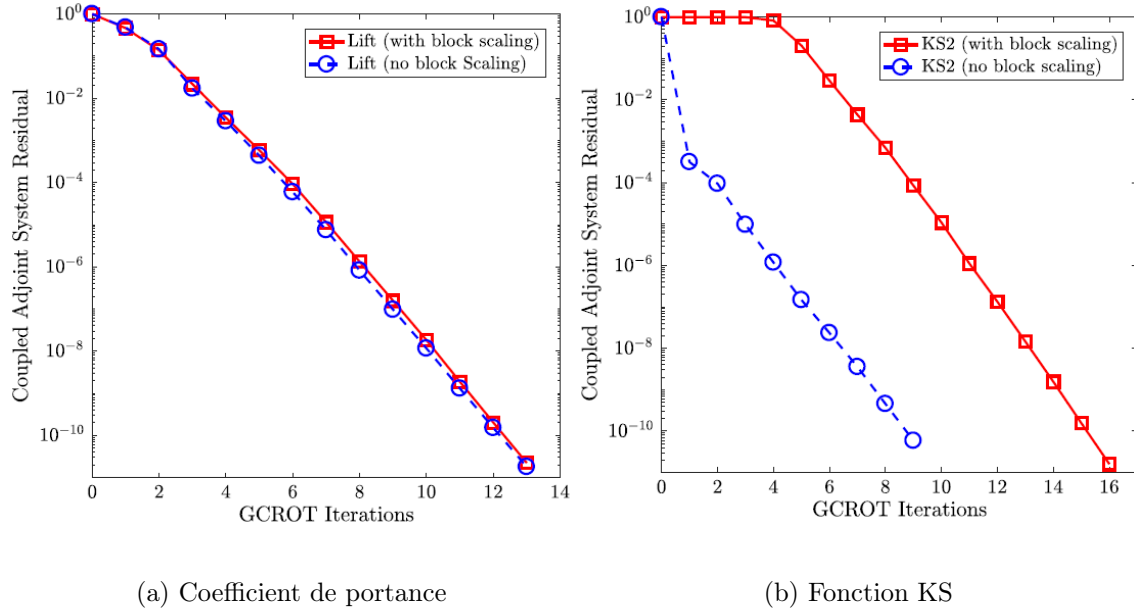 10^0
10^-2
10^-4
10^-6
10^-8
10^-10
Coupled Adjoint System Residual
Lift (with block scaling)
Lift (no block Scaling)
0 2 4 6 8 10 12 14
GCROT Iterations
(a) Coefficient de portance
10^0
10^-2
10^-4
10^-6
10^-8
10^-10
Coupled Adjoint System Residual
KS2 (with block scaling)
KS2 (no block scaling)
0 2 4 6 8 10 12 14 16
GCROT Iterations
(b) Fonction KS